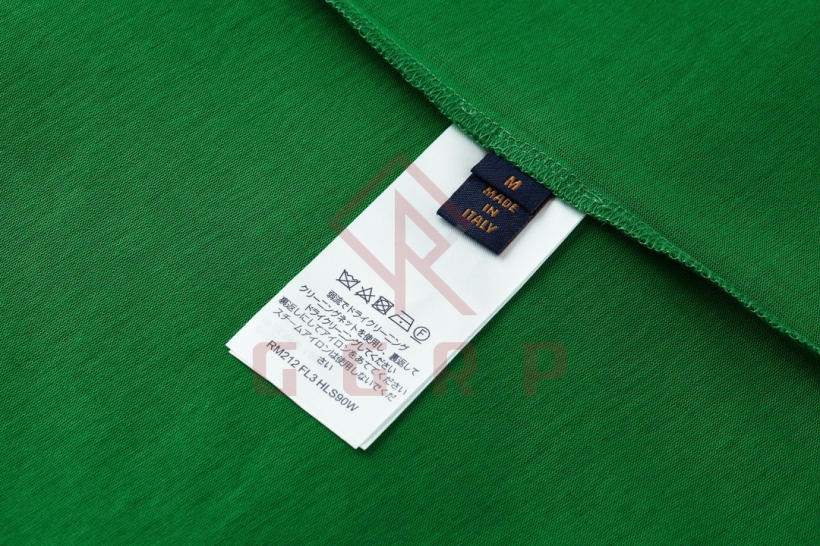 M
MADE
IN
ITALY
弱流でドライクリーニング
クリーニングネットを使用し、裏返して
ドライクリーニングしてください
裏返しにしてアイロンをあててください
スチームアイロンは使用しないでくだ
さい
RM212 FL3 HLS90W
F
GGRP